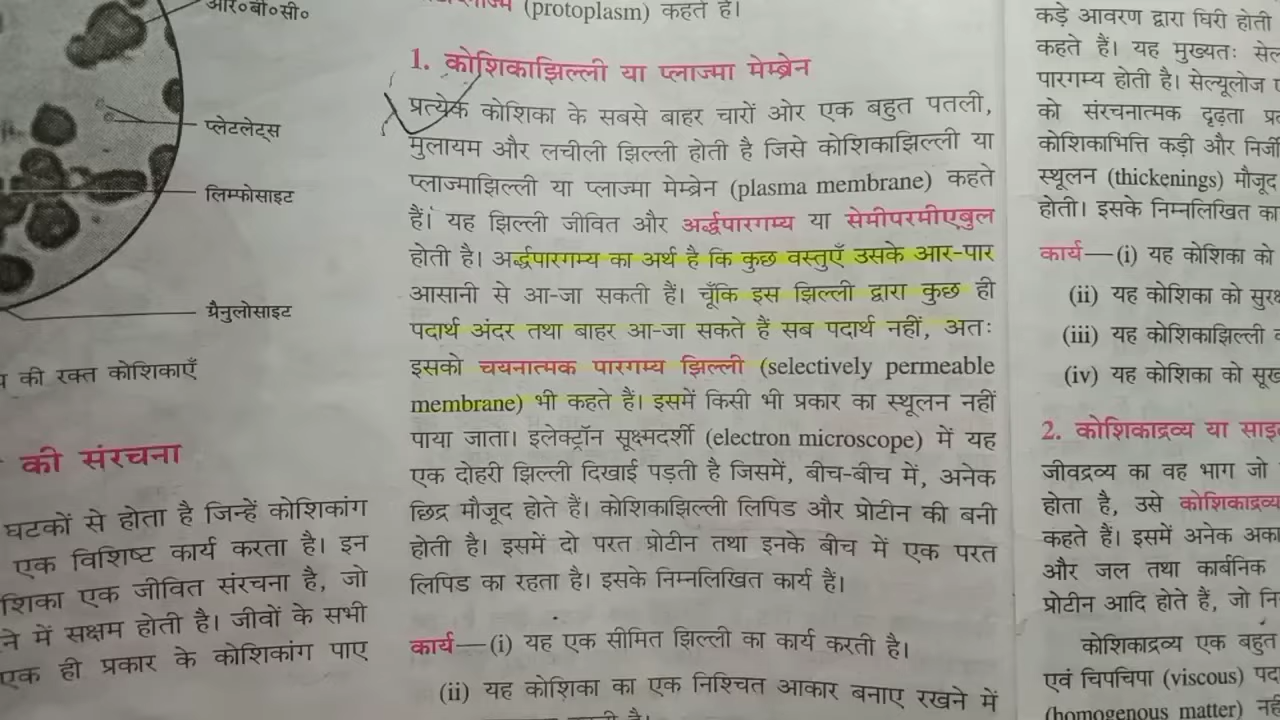 आर०बी०सी०
प्लेटलेट्स
लिम्फोसाइट
ग्रैनुलोसाइट
की रक्त कोशिकाएँ
की संरचना
घटकों से होता है जिन्हें कोशिकांग
एक विशिष्ट कार्य करता है। इन
एक जीवित संरचना है, जो
में सक्षम होती है। जीवों के सभी
एक ही प्रकार के कोशिकांग पाए
(protoplasm) कहते हैं।
1. कोशिकाझिल्ली या प्लाज्मा मेम्ब्रेन
प्रत्येक कोशिका के सबसे बाहर चारों ओर एक बहुत पतली,
मुलायम और लचीली झिल्ली होती है जिसे कोशिकाझिल्ली या
प्लाज्माझिल्ली या प्लाज्मा मेम्ब्रेन (plasma membrane) कहते
हैं। यह झिल्ली जीवित और अर्द्धपारगम्य या सेमीपरमीएबुल
होती है। अर्द्धपारगम्य का अर्थ है कि कुछ वस्तुएँ उसके आर-पार
आसानी से आ-जा सकती हैं। चूँकि इस झिल्ली द्वारा कुछ ही
पदार्थ अंदर तथा बाहर आ-जा सकते हैं सब पदार्थ नहीं, अतः
इसको चयनात्मक पारगम्य झिल्ली (selectively permeable
membrane) भी कहते हैं। इसमें किसी भी प्रकार का स्थूलन नहीं
पाया जाता। इलेक्ट्रॉन सूक्ष्मदर्शी (electron microscope) में यह
एक दोहरी झिल्ली दिखाई पड़ती है जिसमें, बीच-बीच में, अनेक
छिद्र मौजूद होते हैं। कोशिकाझिल्ली लिपिड और प्रोटीन की बनी
होती है। इसमें दो परत प्रोटीन तथा इनके बीच में एक परत
लिपिड का रहता है। इसके निम्नलिखित कार्य हैं।
कार्य—(i) यह एक सीमित झिल्ली का कार्य करती है।
(ii) यह कोशिका का एक निश्चित आकार बनाए रखने में
कड़े आवरण द्वारा घिरी होती
कहते हैं। यह मुख्यतः
पारगम्य होती है। सेल्यूलोज
को संरचनात्मक दृढ़ता
कोशिकाभित्ति कड़ी और
स्थूलन (thickenings) मौजूद
होती। इसके निम्नलिखित
कार्य—(i) यह कोशिका को
(ii) यह कोशिका को
(iii) यह कोशिकाझिल्ली
(iv) यह कोशिका को
2. कोशिकाद्रव्य या
जीवद्रव्य का वह भाग जो
होता है, उसे कोशिकाद्रव्य
कहते हैं। इसमें अनेक
और जल तथा कार्बनिक
प्रोटीन आदि होते हैं, जो
कोशिकाद्रव्य एक बहुत
एवं चिपचिपा (viscous)
(homogenous matter)